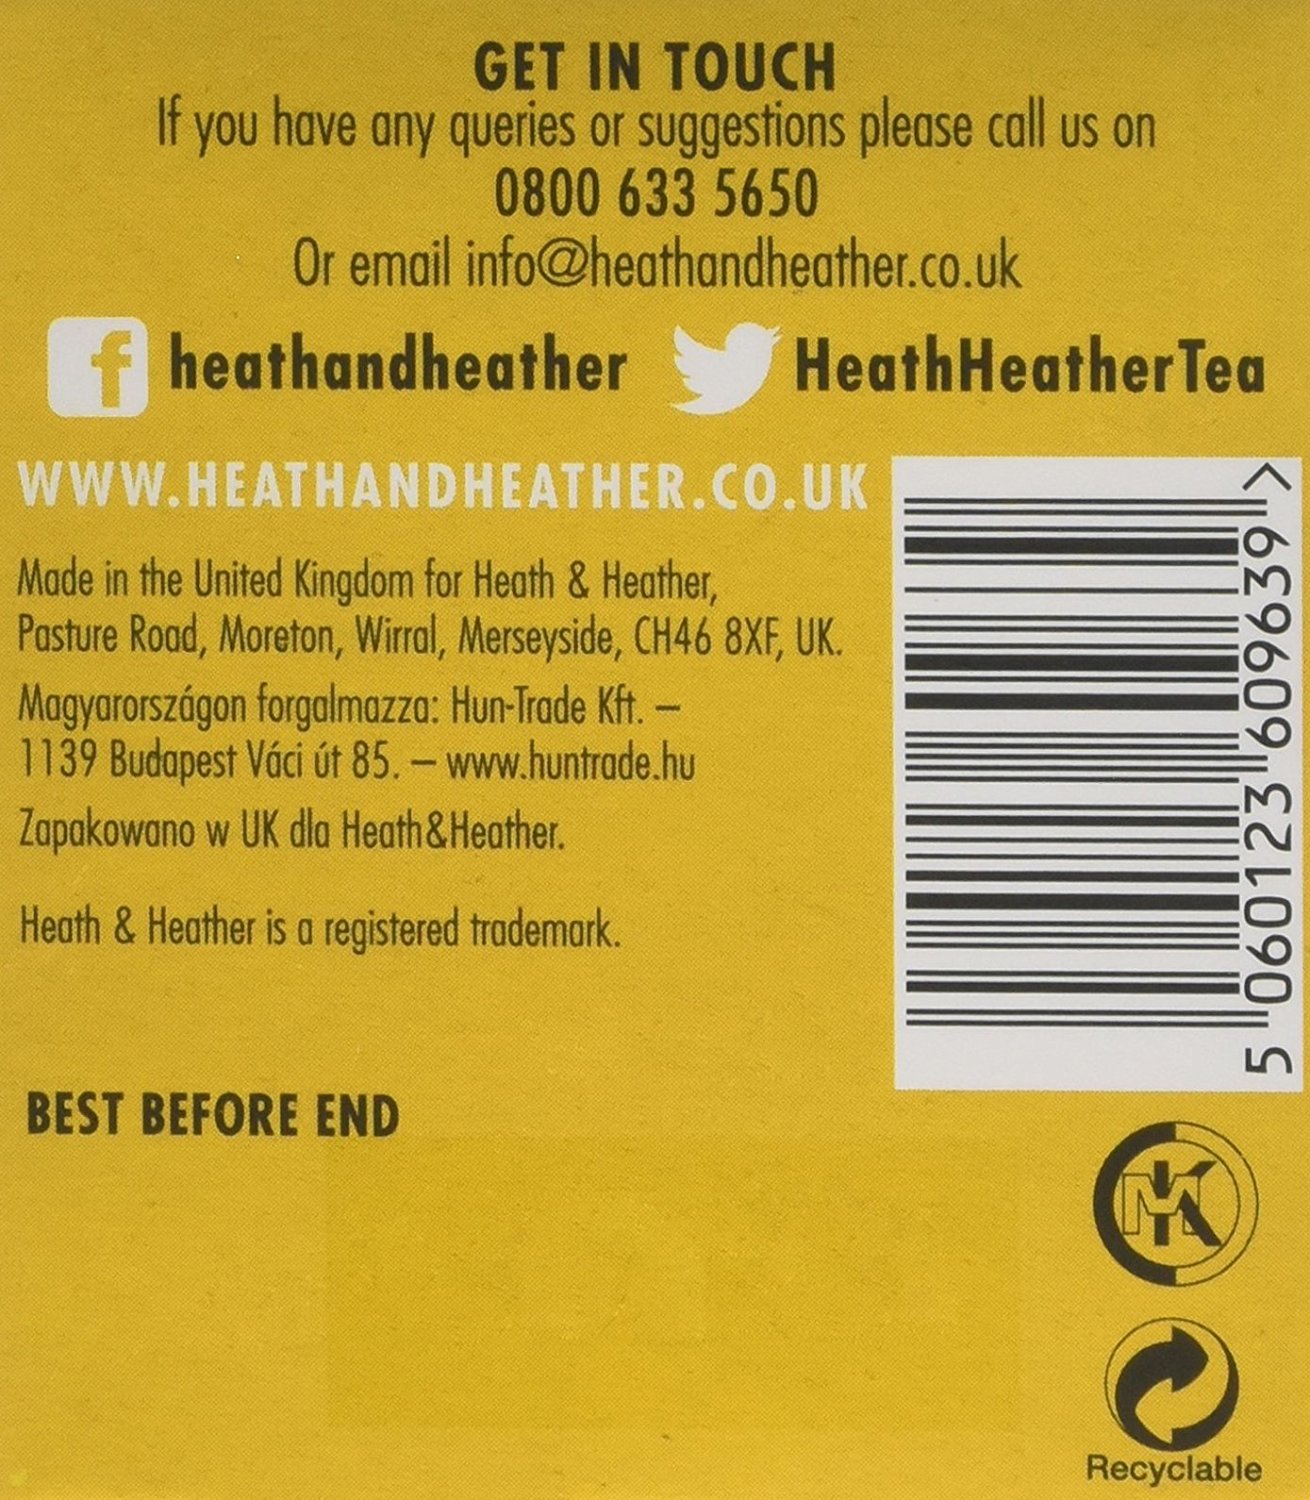 GET IN TOUCH
If you have any queries or suggestions please call us on
0800 633 5650
Or email info@heathandheather.co.uk
f heathandheather HeathHeatherTea
WWW.HEATHANDHEATHER.CO.UK
Made in the United Kingdom for Heath & Heather,
Pasture Road, Moreton, Wirral, Merseyside, CH46 8XF, UK.
Magyarországon forgalmazza: Hun-Trade Kft. –
1139 Budapest Váci út 85. – www.huntrade.hu
Zapakowano w UK dla Heath&Heather.
Heath & Heather is a registered trademark.
5 060123 609639 >
BEST BEFORE END
MK
Recyclable